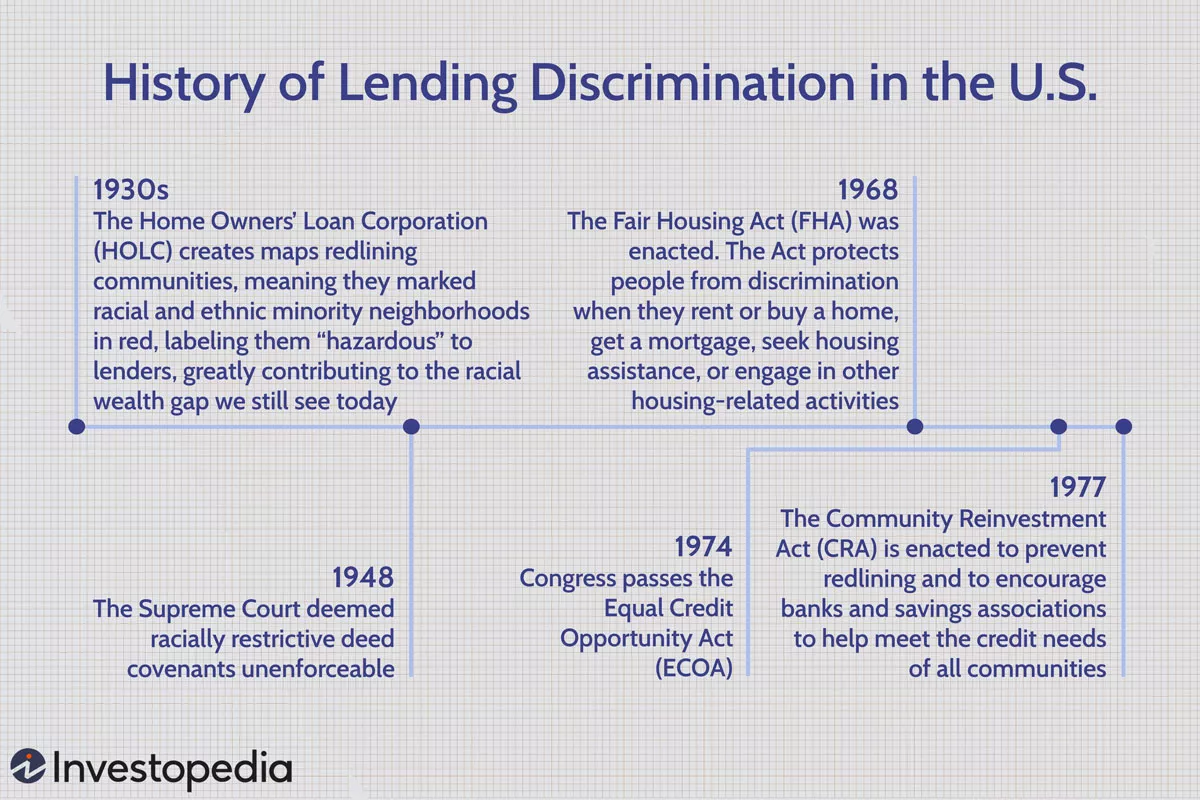 History of Lending Discrimination in the U.S.
1930s
The Home Owners’ Loan Corporation
(HOLC) creates maps redlining
communities, meaning they marked
racial and ethnic minority neighborhoods
in red, labeling them “hazardous” to
lenders, greatly contributing to the racial
wealth gap we still see today
1968
The Fair Housing Act (FHA) was
enacted. The Act protects
people from discrimination
when they rent or buy a home,
get a mortgage, seek housing
assistance, or engage in other
housing-related activities
1948
The Supreme Court deemed
racially restrictive deed
covenants unenforceable
1974
Congress passes the
Equal Credit
Opportunity Act
(ECOA)
1977
The Community Reinvestment
Act (CRA) is enacted to prevent
redlining and to encourage
banks and savings associations
to help meet the credit needs
of all communities
Investopedia